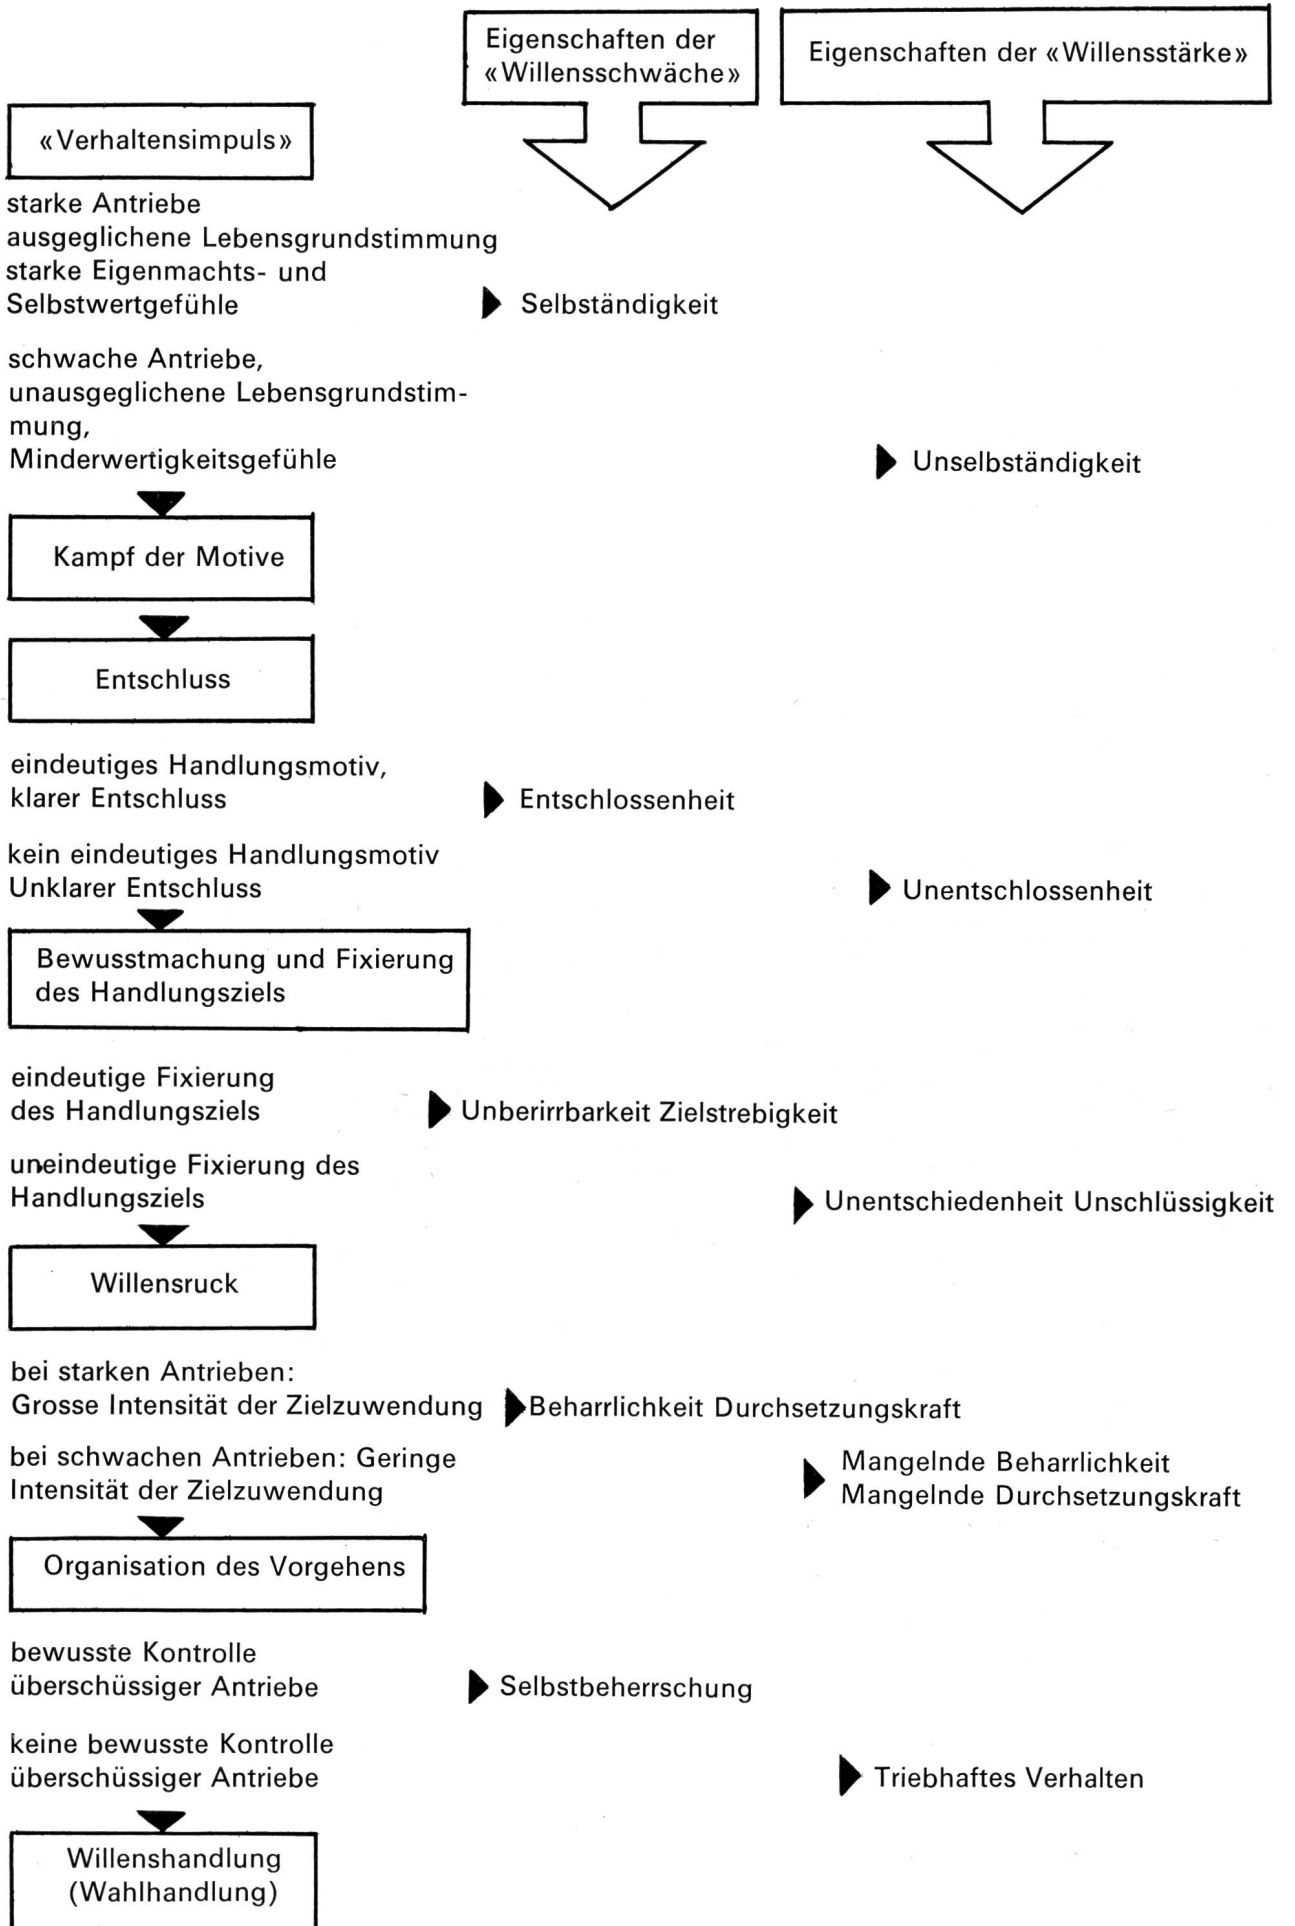 Eigenschaften der
«Willensschwäche»
Eigenschaften der «Willensstärke»
«Verhaltensimpuls»
starke Antriebe
ausgeglichene Lebensgrundstimmung
starke Eigenmachts- und
Selbstwertgefühle
Selbständigkeit
schwache Antriebe,
unausgeglichene Lebensgrundstim-
mung,
Minderwertigkeitsgefühle
Unselbständigkeit
Kampf der Motive
Entschluss
eindeutiges Handlungsmotiv,
klarer Entschluss
Entschlossenheit
kein eindeutiges Handlungsmotiv
Unklarer Entschluss
Unentschlossenheit
Bewusstmachung und Fixierung
des Handlungsziels
eindeutige Fixierung
des Handlungsziels
Unberirrbarkeit Zielstrebigkeit
uneindeutige Fixierung des
Handlungsziels
Unentschiedenheit Unschlüssigkeit
Willensruck
bei starken Antrieben:
Grosse Intensität der Zielzuwendung
Beharrlichkeit Durchsetzungskraft
bei schwachen Antrieben: Geringe
Intensität der Zielzuwendung
Mangelnde Beharrlichkeit
Mangelnde Durchsetzungskraft
Organisation des Vorgehens
bewusste Kontrolle
überschüssiger Antriebe
Selbstbeherrschung
keine bewusste Kontrolle
überschüssiger Antriebe
Triebhaftes Verhalten
Willenshandlung
(Wahlhandlung)